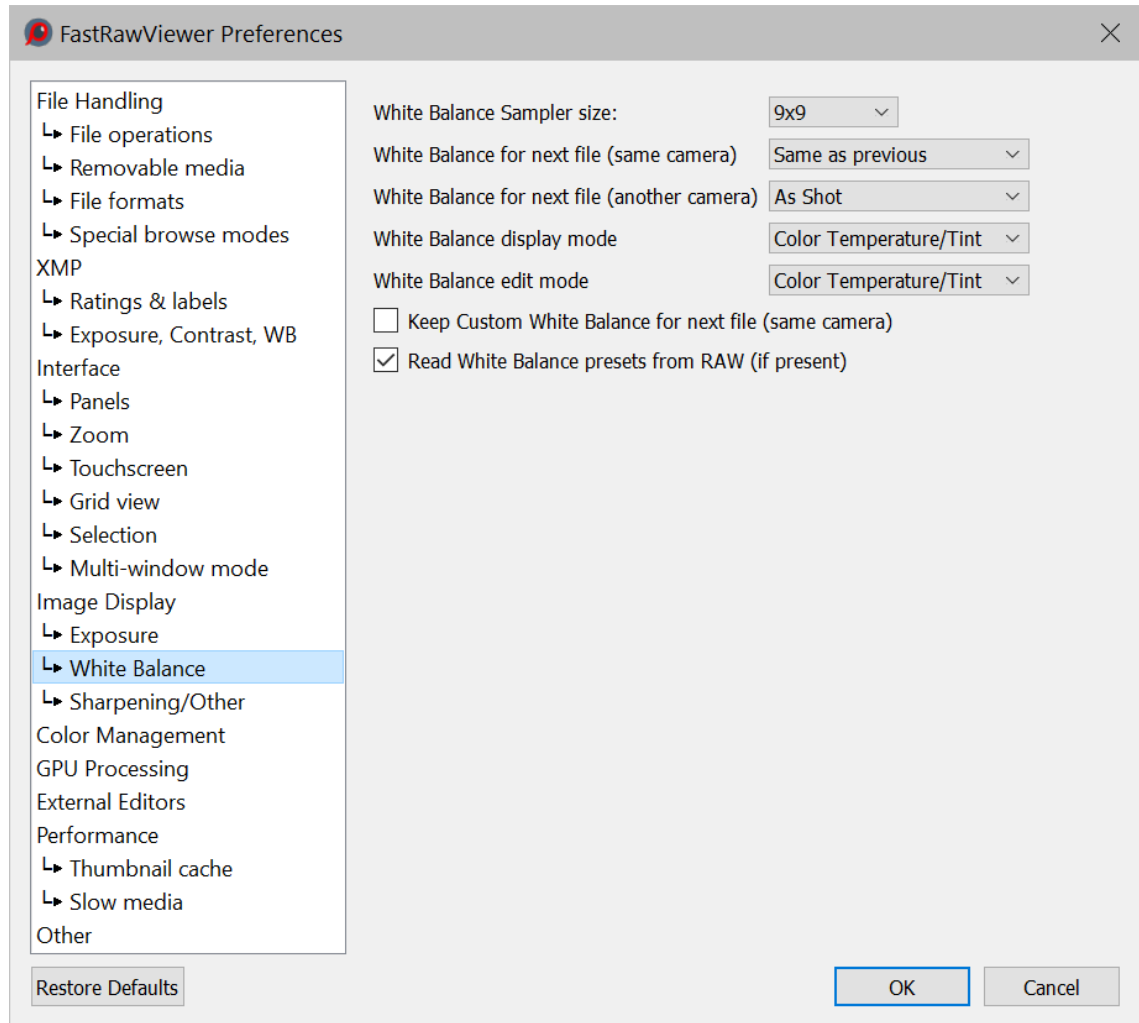 FastRawViewer Preferences
File Handling
File operations
Removable media
File formats
Special browse modes
XMP
Ratings & labels
Exposure, Contrast, WB
Interface
Panels
Zoom
Touchscreen
Grid view
Selection
Multi-window mode
Image Display
Exposure
White Balance
Sharpening/Other
Color Management
GPU Processing
External Editors
Performance
Thumbnail cache
Slow media
Other
White Balance Sampler size: 9x9
White Balance for next file (same camera) Same as previous
White Balance for next file (another camera) As Shot
White Balance display mode Color Temperature/Tint
White Balance edit mode Color Temperature/Tint
Keep Custom White Balance for next file (same camera)
Read White Balance presets from RAW (if present)
Restore Defaults OK Cancel